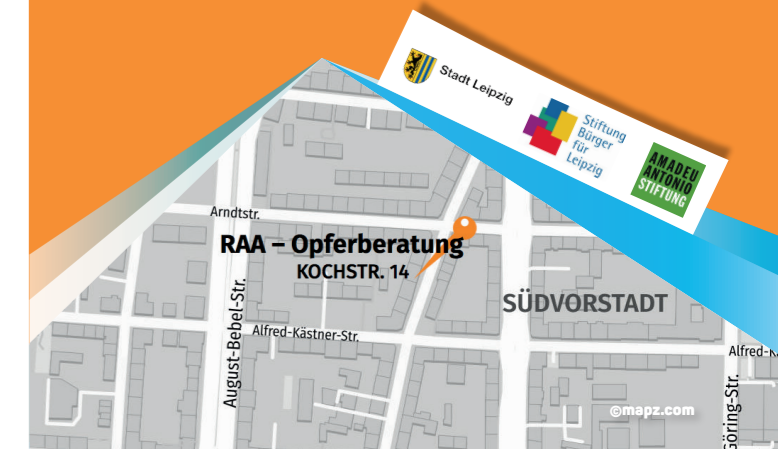 Stadt Leipzig
Stiftung
Bürger
für
Leipzig
AMADEU
ANTONIO
STIFTUNG
Arndtstr.
RAA – Opferberatung
KOCHSTR. 14
SÜDVORSTADT
August-Bebel-Str.
Alfred-Kästner-Str.
Alfred-K
©mapz.com
Göring-Str.